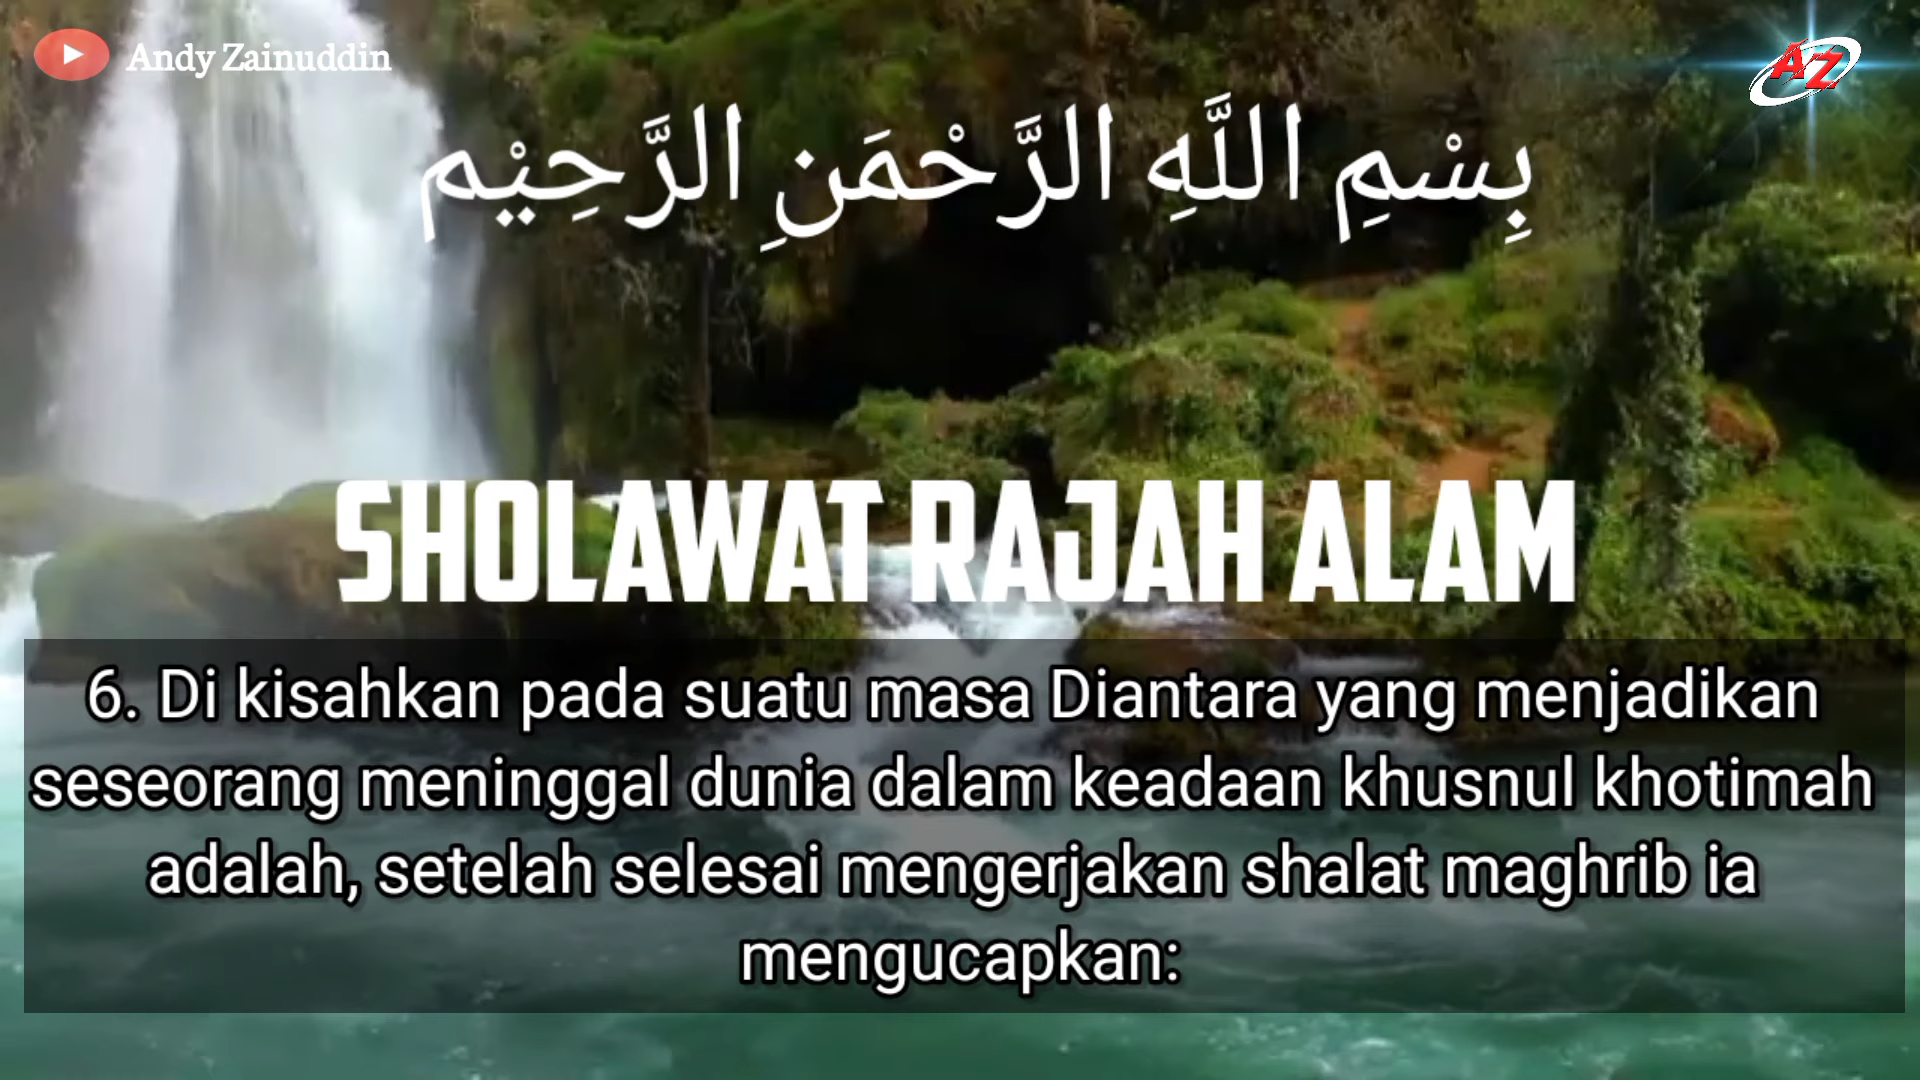 Andy Zainuddin
AZ
بِسْمِ اللَّهِ الرَّحْمَنِ الرَّحِيْم
SHOLAWAT RAJAH ALAM
6. Di kisahkan pada suatu masa Diantara yang menjadikan
seseorang meninggal dunia dalam keadaan khusnul khotimah
adalah, setelah selesai mengerjakan shalat maghrib ia
mengucapkan: